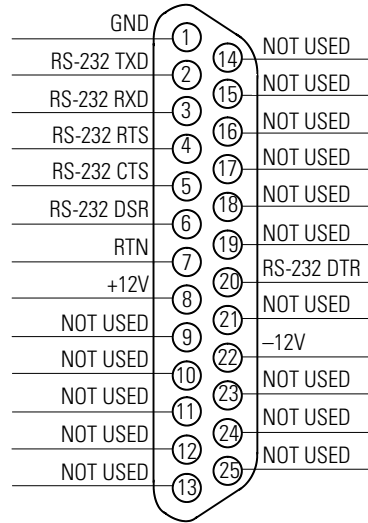 GND 1
RS-232 TXD 2
RS-232 RXD 3
RS-232 RTS 4
RS-232 CTS 5
RS-232 DSR 6
RTN 7
+12V 8
NOT USED 9
NOT USED 10
NOT USED 11
NOT USED 12
NOT USED 13
14 NOT USED
15 NOT USED
16 NOT USED
17 NOT USED
18 NOT USED
19 NOT USED
20 RS-232 DTR
21 NOT USED
22 –12V
23 NOT USED
24 NOT USED
25 NOT USED